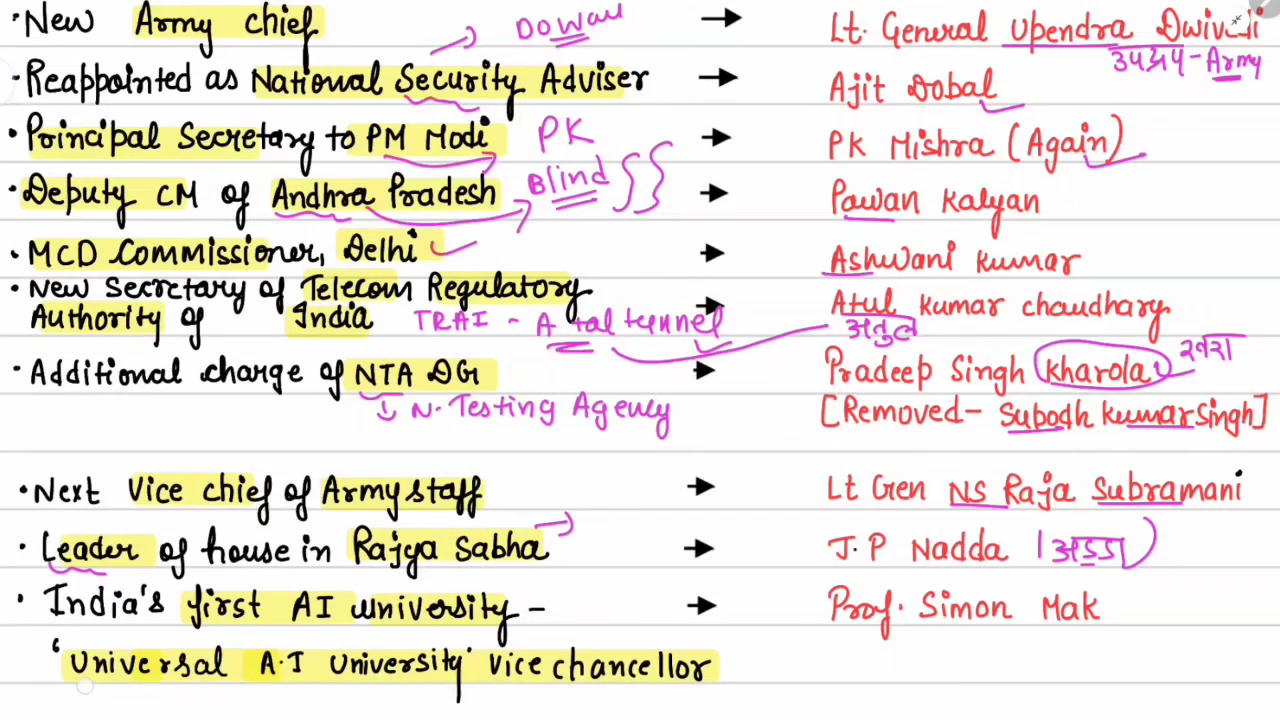 • New Army chief → Lt. General Upendra Dwivedi
→ Dowal
उपउप - Army
• Reappointed as National Security Adviser → Ajit Dobal
• Principal Secretary to PM Modi → PK Mishra (Again)
PK
Blind
• Deputy CM of Andhra Pradesh → Pawan Kalyan
• MCD Commissioner, Delhi → Ashwani Kumar
• New Secretary of Telecom Regulatory → Atul Kumar Chaudhary
Authority of India TRAI - A tal tunnel
अतुल
• Additional charge of NTA DG → Pradeep Singh Kharola
↓ N. Testing Agency [Removed- Subodh Kumar Singh]
• Next Vice chief of Army staff → Lt Gen NS Raja Subramani
• Leader of house in Rajya Sabha → J.P Nadda
• India's first AI university - → Prof. Simon Mak
'Universal A.I University' Vice chancellor